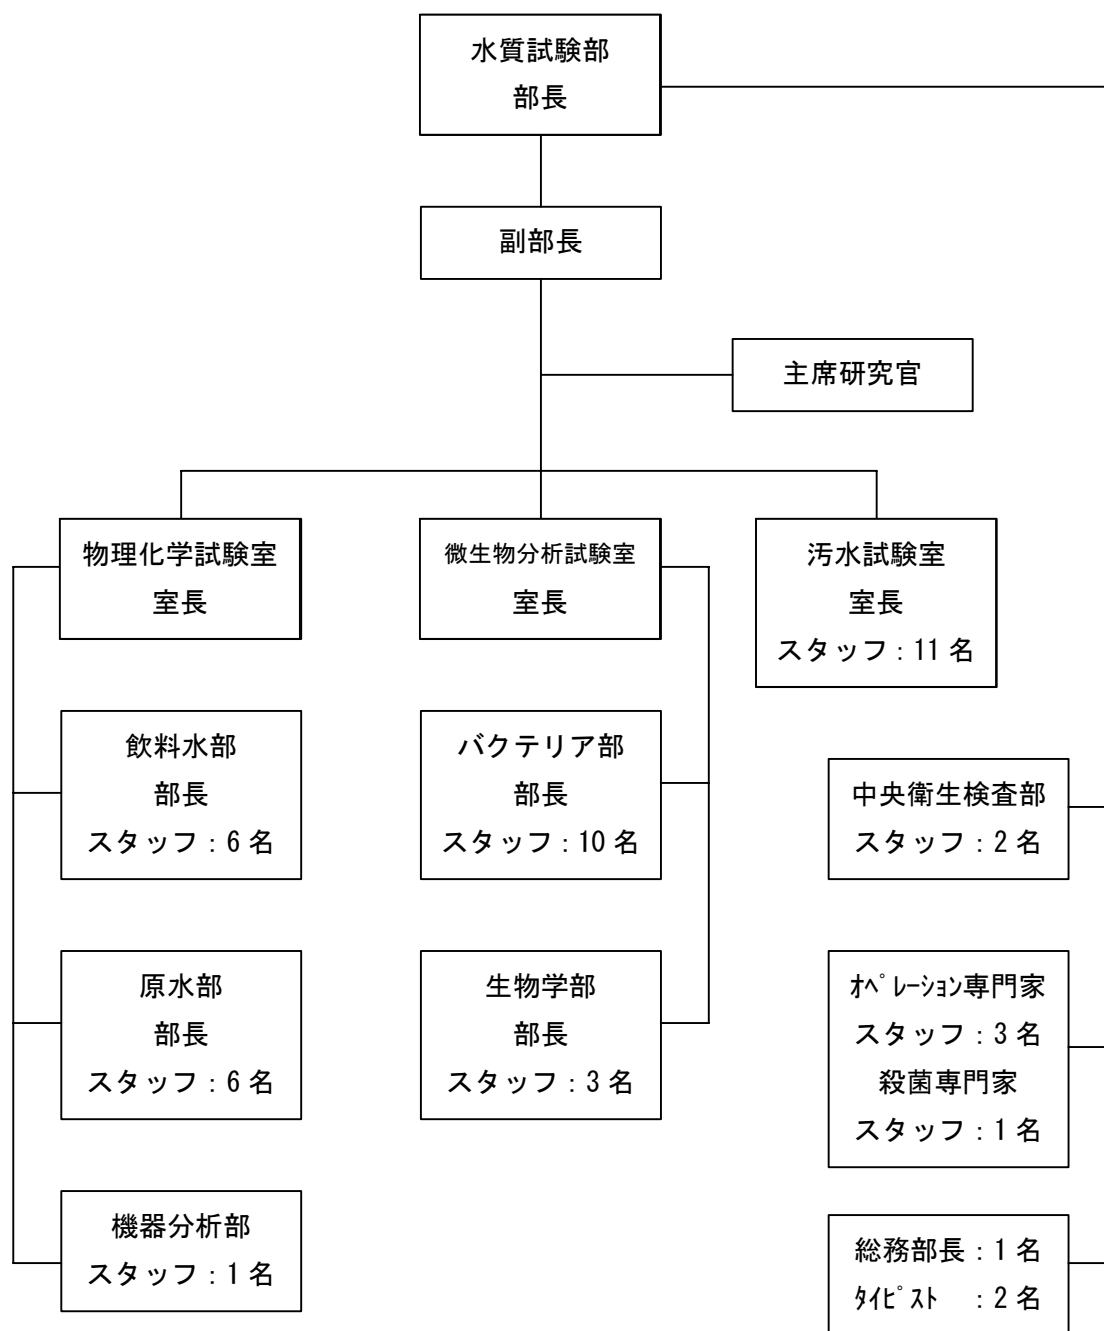 水質試験部
部長
副部長
主席研究官
物理化学試験室
室長
微生物分析試験室
室長
汚水試験室
室長
スタッフ：11 名
飲料水部
部長
スタッフ：6 名
バクテリア部
部長
スタッフ：10 名
中央衛生検査部
スタッフ：2 名
原水部
部長
スタッフ：6 名
生物学部
部長
スタッフ：3 名
ｵﾍﾟﾚｰｼｮﾝ専門家
スタッフ：3 名
殺菌専門家
スタッフ：1 名
機器分析部
スタッフ：1 名
総務部長：1 名
ﾀｲﾋﾟｽﾄ　：2 名